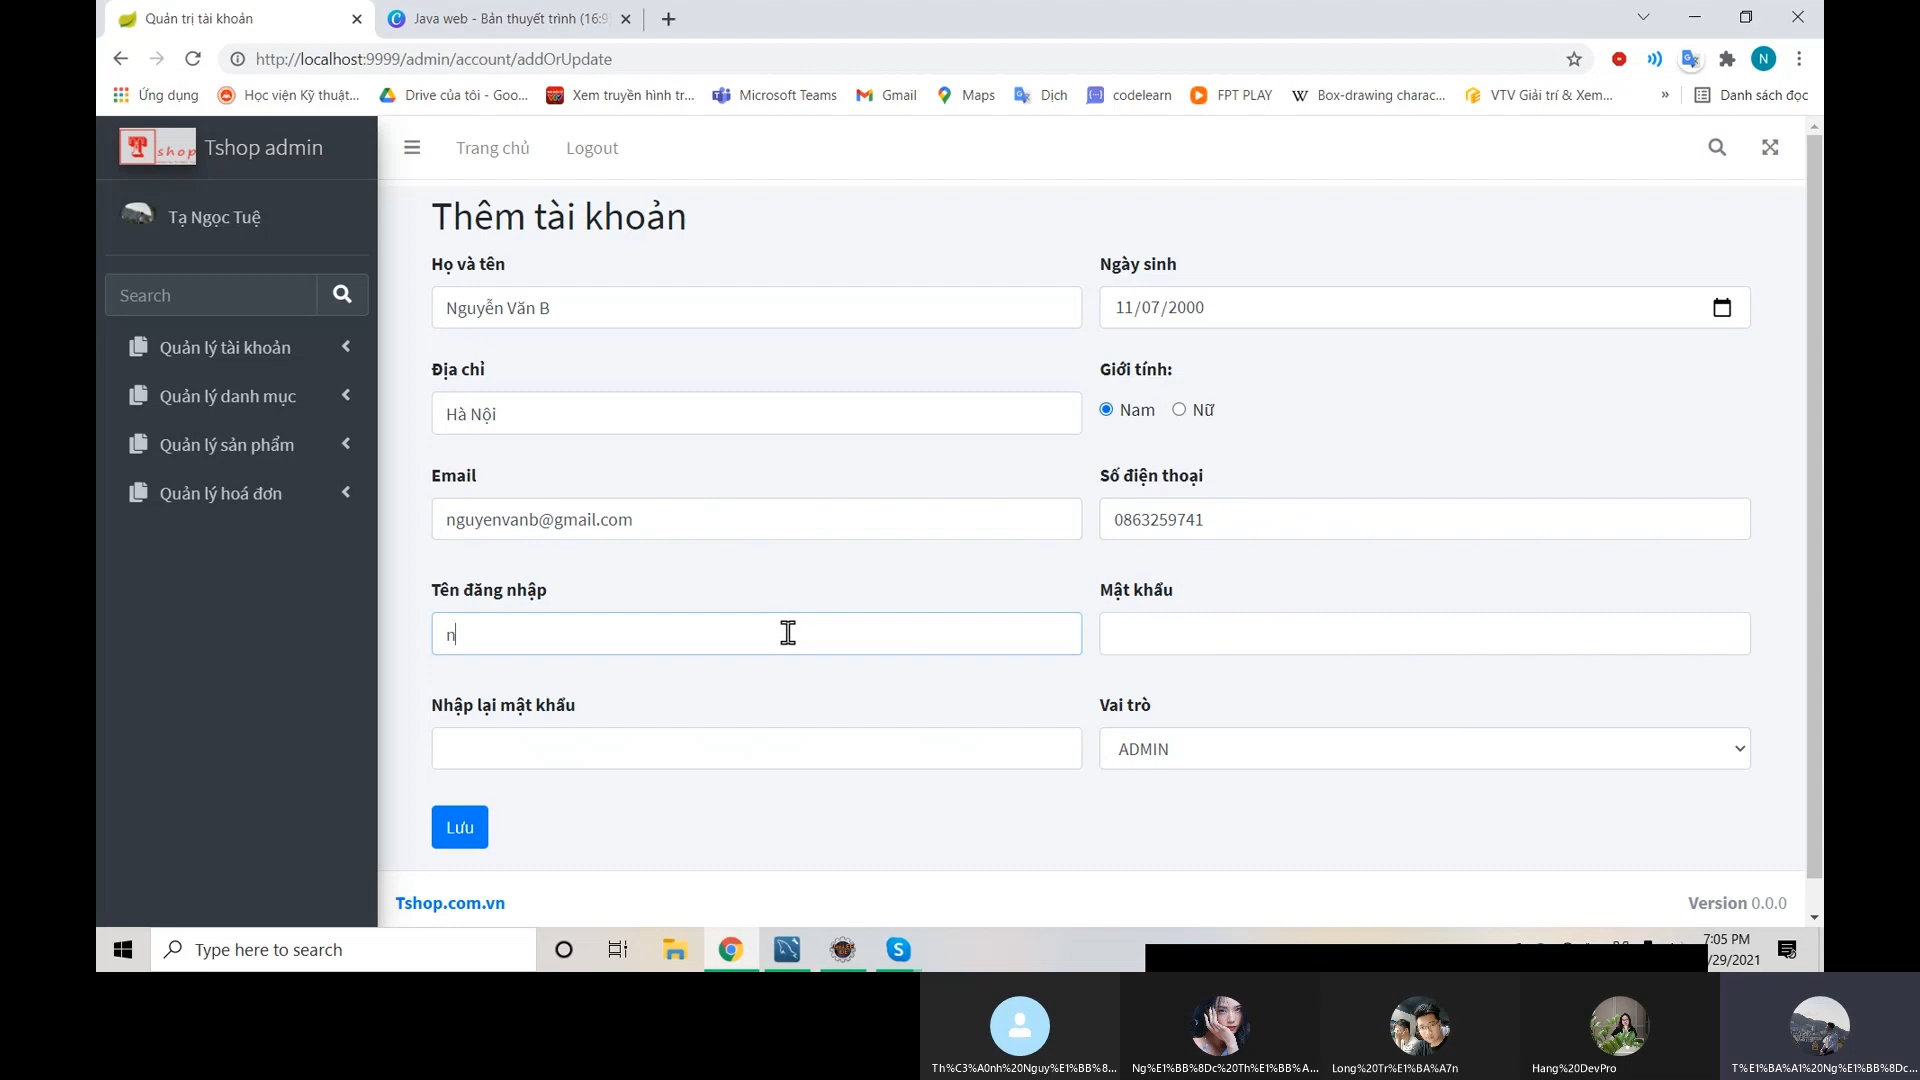 Quản trị tài khoản
Java web - Bản thuyết trình (16:9
http://localhost:9999/admin/account/addOrUpdate
N
Ứng dụng
Học viện Kỹ thuật...
Drive của tôi - Goo...
Xem truyền hình tr...
Microsoft Teams
Gmail
Maps
Dịch
codelearn
FPT PLAY
Box-drawing charac...
VTV Giải trí & Xem...
»
Danh sách đọc
T shop
Tshop admin
Trang chủ
Logout
Tạ Ngọc Tuệ
Search
Quản lý tài khoản
Quản lý danh mục
Quản lý sản phẩm
Quản lý hoá đơn
Thêm tài khoản
Họ và tên
Ngày sinh
Nguyễn Văn B
11/07/2000
Địa chỉ
Giới tính:
Hà Nội
Nam
Nữ
Email
Số điện thoại
nguyenvanb@gmail.com
0863259741
Tên đăng nhập
Mật khẩu
n
Nhập lại mật khẩu
Vai trò
ADMIN
Lưu
Tshop.com.vn
Version 0.0.0
Type here to search
7:05 PM
/29/2021
Th%C3%A0nh%20Nguy%E1%BB%8...
Ng%E1%BB%8Dc%20Th%E1%BB%A...
Long%20Tr%E1%BA%A7n
Hang%20DevPro
T%E1%BA%A1%20Ng%E1%BB%8Dc...